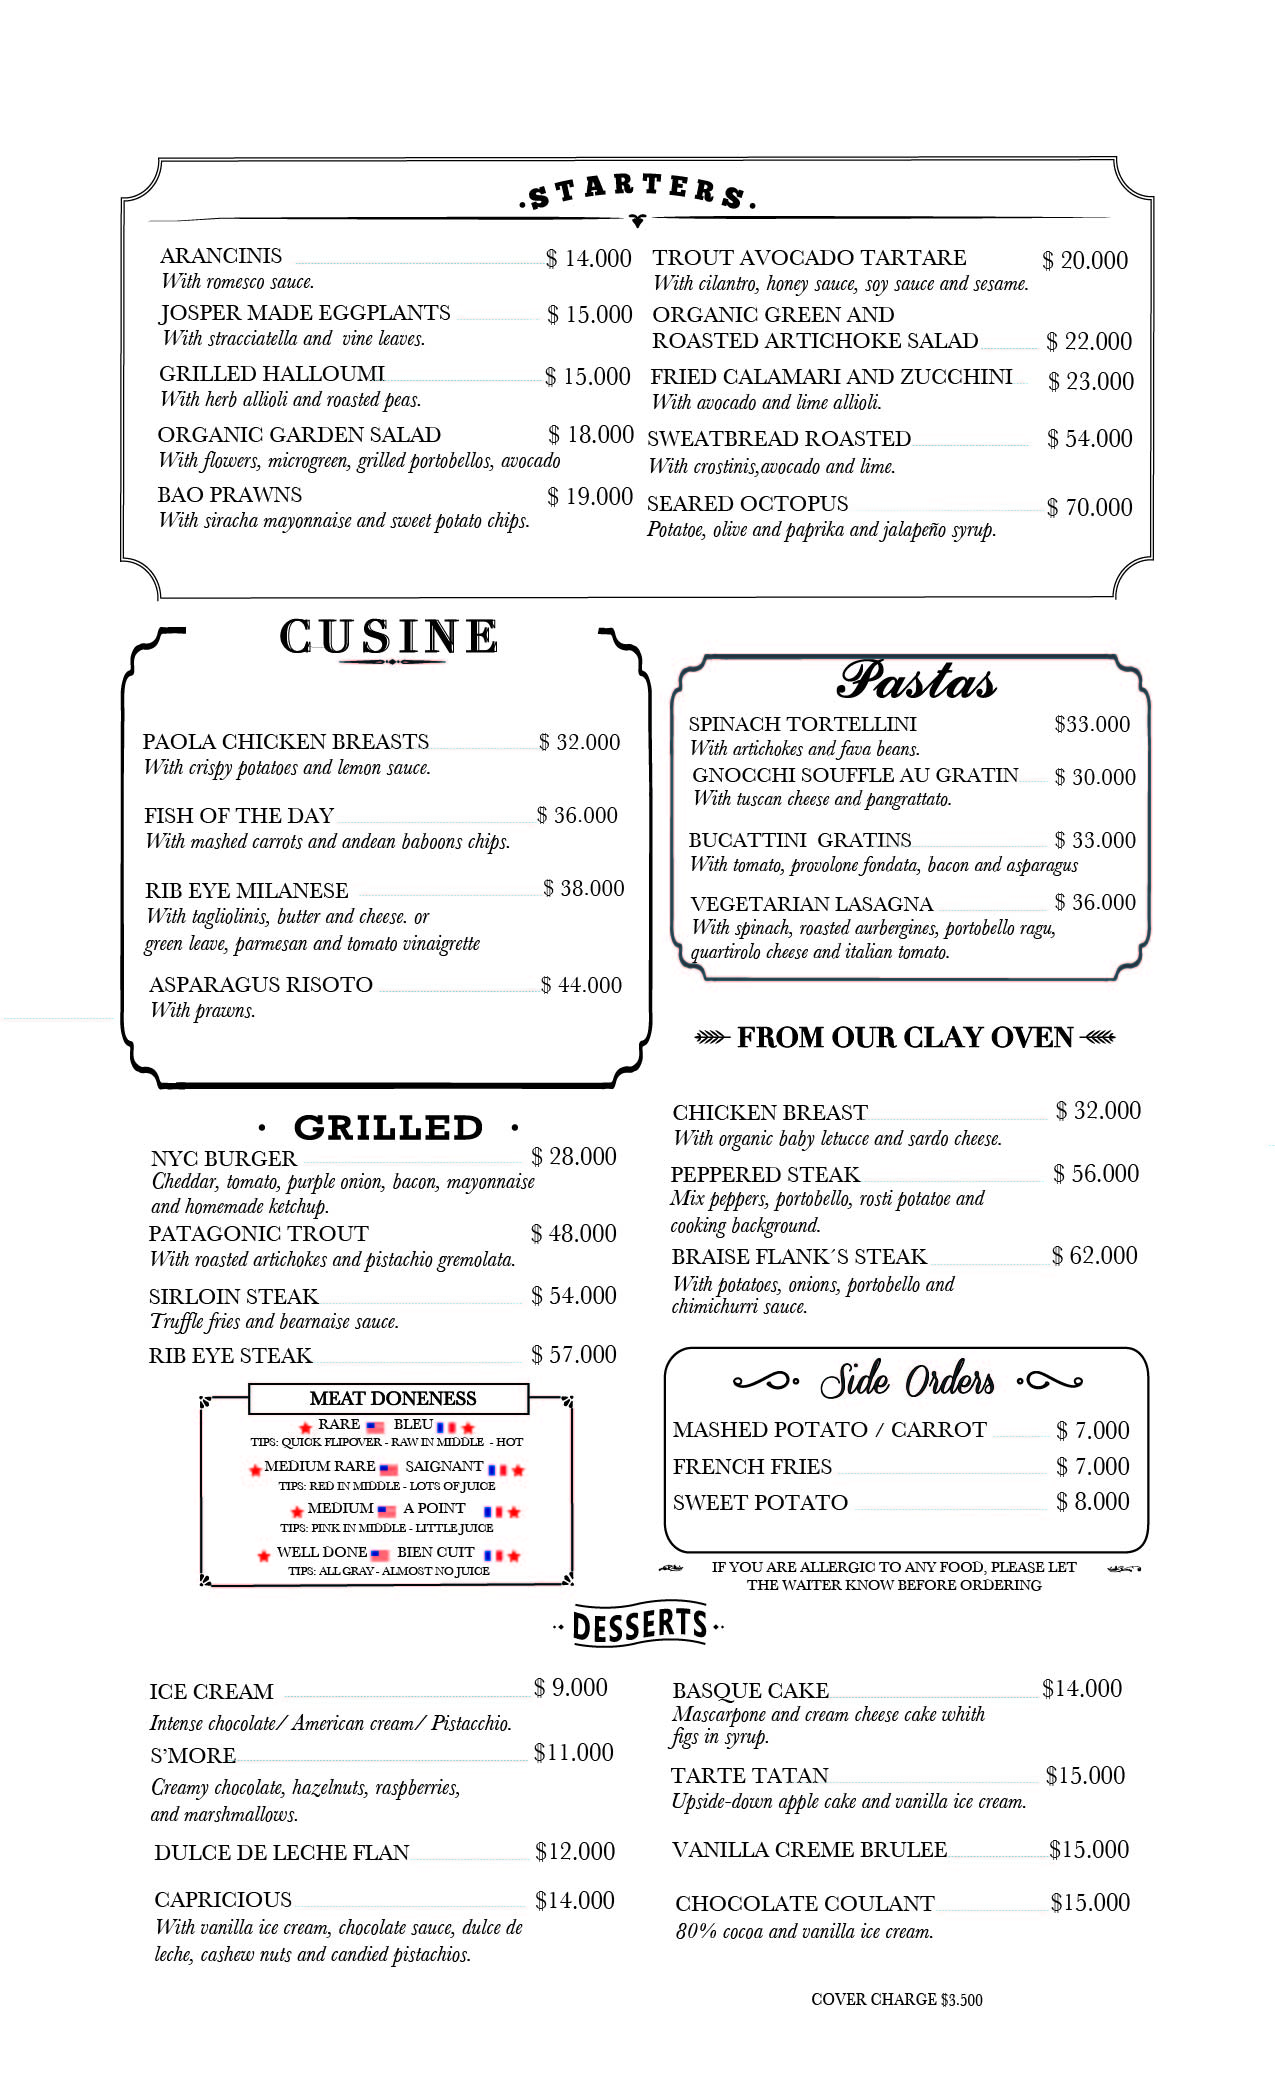 ·STARTERS·
ARANCINIS $ 14.000
With romesco sauce.
JOSPER MADE EGGPLANTS $ 15.000
With stracciatella and vine leaves.
GRILLED HALLOUMI $ 15.000
With herb allioli and roasted peas.
ORGANIC GARDEN SALAD $ 18.000
With flowers, microgreen, grilled portobellos, avocado
BAO PRAWNS $ 19.000
With siracha mayonnaise and sweet potato chips.
TROUT AVOCADO TARTARE $ 20.000
With cilantro, honey sauce, soy sauce and sesame.
ORGANIC GREEN AND
ROASTED ARTICHOKE SALAD $ 22.000
FRIED CALAMARI AND ZUCCHINI $ 23.000
With avocado and lime allioli.
SWEATBREAD ROASTED $ 54.000
With crostinis,avocado and lime.
SEARED OCTOPUS $ 70.000
Potatoe, olive and paprika and jalapeño syrup.
CUSINE
PAOLA CHICKEN BREASTS $ 32.000
With crispy potatoes and lemon sauce.
FISH OF THE DAY $ 36.000
With mashed carrots and andean baboons chips.
RIB EYE MILANESE $ 38.000
With tagliolinis, butter and cheese. or
green leave, parmesan and tomato vinaigrette
ASPARAGUS RISOTO $ 44.000
With prawns.
Pastas
SPINACH TORTELLINI $33.000
With artichokes and fava beans.
GNOCCHI SOUFFLE AU GRATIN $ 30.000
With tuscan cheese and pangrattato.
BUCATTINI GRATINS $ 33.000
With tomato, provolone fondata, bacon and asparagus
VEGETARIAN LASAGNA $ 36.000
With spinach, roasted aurbergines, portobello ragu,
quartirolo cheese and italian tomato.
FROM OUR CLAY OVEN
CHICKEN BREAST $ 32.000
With organic baby letucce and sardo cheese.
PEPPERED STEAK $ 56.000
Mix peppers, portobello, rosti potatoe and
cooking background.
BRAISE FLANK´S STEAK $ 62.000
With potatoes, onions, portobello and
chimichurri sauce.
· GRILLED ·
NYC BURGER $ 28.000
Cheddar, tomato, purple onion, bacon, mayonnaise
and homemade ketchup.
PATAGONIC TROUT $ 48.000
With roasted artichokes and pistachio gremolata.
SIRLOIN STEAK $ 54.000
Truffle fries and bearnaise sauce.
RIB EYE STEAK $ 57.000
MEAT DONENESS
RARE BLEU
TIPS: QUICK FLIPOVER - RAW IN MIDDLE - HOT
MEDIUM RARE SAIGNANT
TIPS: RED IN MIDDLE - LOTS OF JUICE
MEDIUM A POINT
TIPS: PINK IN MIDDLE - LITTLE JUICE
WELL DONE BIEN CUIT
TIPS: ALL GRAY - ALMOST NO JUICE
Side Orders
MASHED POTATO / CARROT $ 7.000
FRENCH FRIES $ 7.000
SWEET POTATO $ 8.000
IF YOU ARE ALLERGIC TO ANY FOOD, PLEASE LET
THE WAITER KNOW BEFORE ORDERING
DESSERTS
ICE CREAM $ 9.000
Intense chocolate/ American cream/ Pistacchio.
S’MORE $11.000
Creamy chocolate, hazelnuts, raspberries,
and marshmallows.
DULCE DE LECHE FLAN $12.000
CAPRICIOUS $14.000
With vanilla ice cream, chocolate sauce, dulce de
leche, cashew nuts and candied pistachios.
BASQUE CAKE $14.000
Mascarpone and cream cheese cake whith
figs in syrup.
TARTE TATAN $15.000
Upside-down apple cake and vanilla ice cream.
VANILLA CREME BRULEE $15.000
CHOCOLATE COULANT $15.000
80% cocoa and vanilla ice cream.
COVER CHARGE $3.500